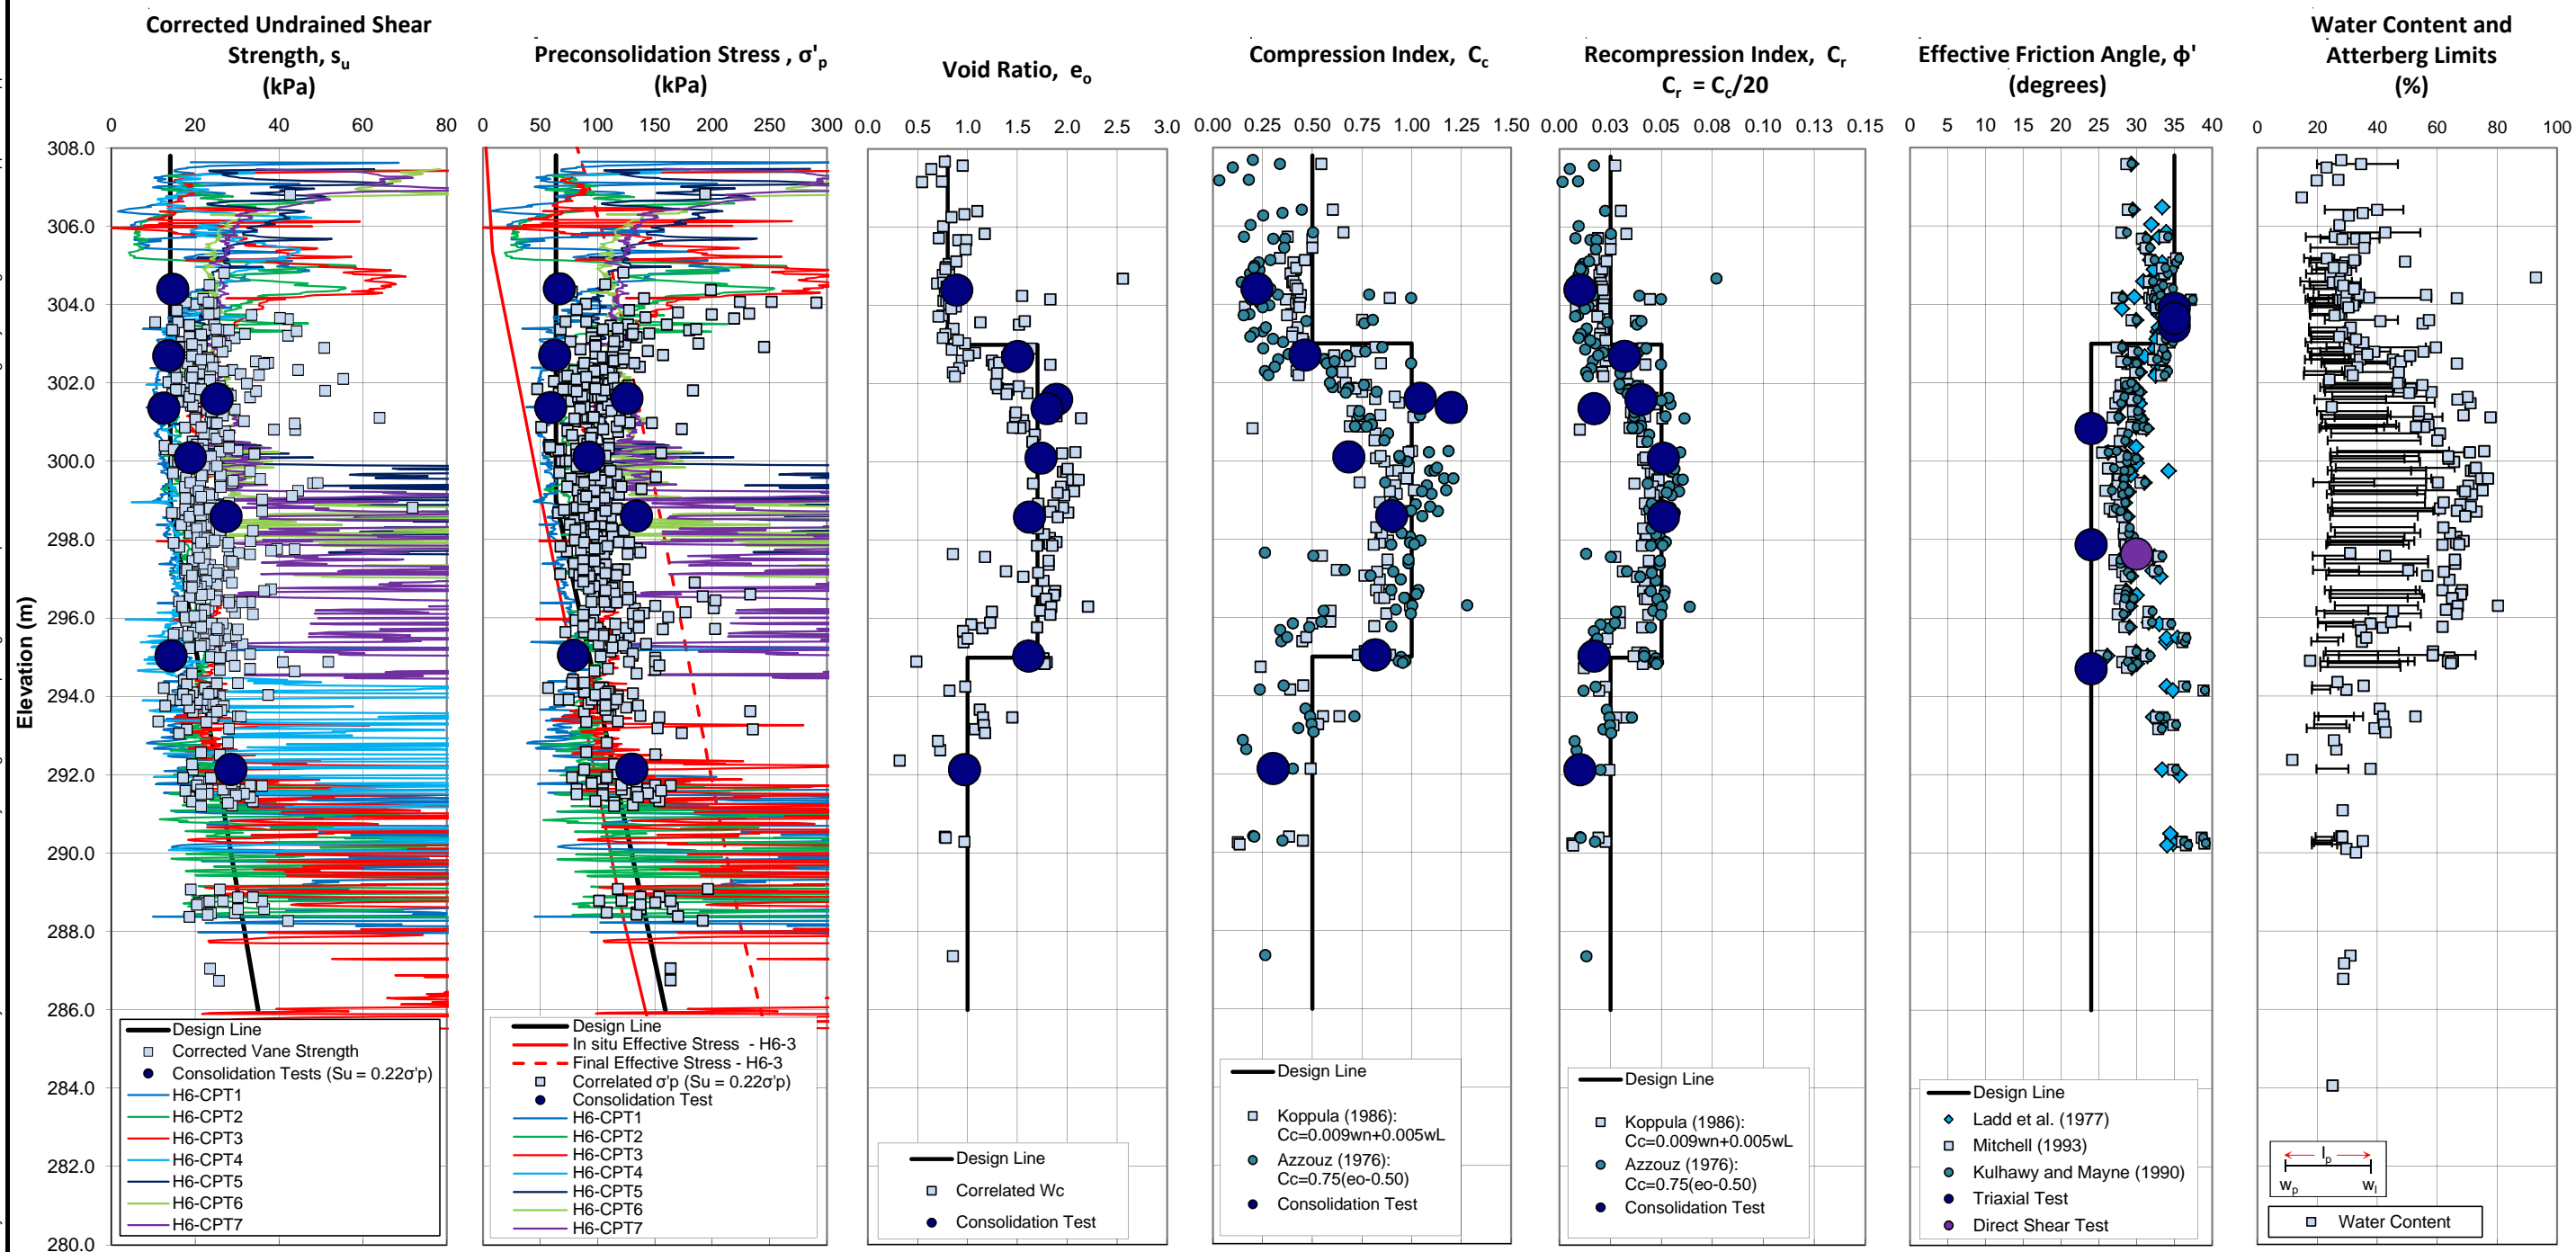 Corrected Undrained Shear
Strength, su
(kPa)
Preconsolidation Stress , σ'p
(kPa)
Void Ratio, eo
Compression Index, Cc
Recompression Index, Cr
Cr = Cc/20
Effective Friction Angle, ϕ'
(degrees)
Water Content and
Atterberg Limits
(%)
0 20 40 60 80
0 50 100 150 200 250 300
0.0 0.5 1.0 1.5 2.0 2.5 3.0
0.00 0.25 0.50 0.75 1.00 1.25 1.50
0.00 0.03 0.05 0.08 0.10 0.13 0.15
0 5 10 15 20 25 30 35 40
0 20 40 60 80 100
Elevation (m)
308.0
306.0
304.0
302.0
300.0
298.0
296.0
294.0
292.0
290.0
288.0
286.0
284.0
282.0
280.0
Design Line
Corrected Vane Strength
Consolidation Tests (Su = 0.22σ'p)
H6-CPT1
H6-CPT2
H6-CPT3
H6-CPT4
H6-CPT5
H6-CPT6
H6-CPT7
Design Line
In situ Effective Stress - H6-3
Final Effective Stress - H6-3
Correlated σ'p (Su = 0.22σ'p)
Consolidation Test
H6-CPT1
H6-CPT2
H6-CPT3
H6-CPT4
H6-CPT5
H6-CPT6
H6-CPT7
Design Line
Correlated Wc
Consolidation Test
Design Line
Koppula (1986):
Cc=0.009wn+0.005wL
Azzouz (1976):
Cc=0.75(eo-0.50)
Consolidation Test
Design Line
Koppula (1986):
Cc=0.009wn+0.005wL
Azzouz (1976):
Cc=0.75(eo-0.50)
Consolidation Test
Design Line
Ladd et al. (1977)
Mitchell (1993)
Kulhawy and Mayne (1990)
Triaxial Test
Direct Shear Test
Ip
wp wl
Water Content